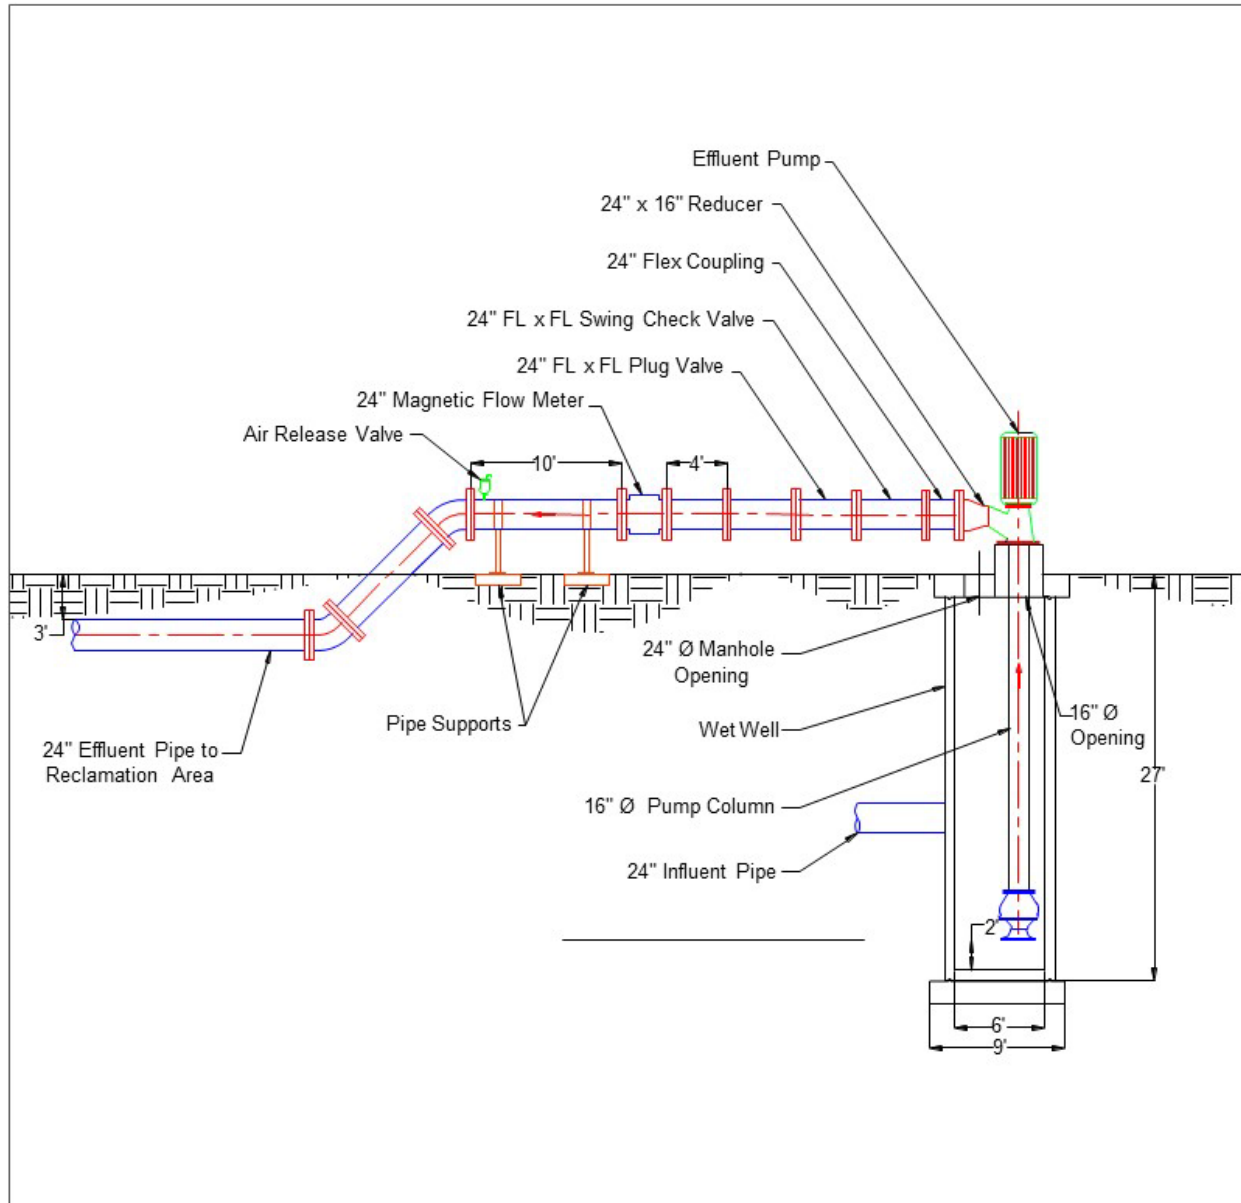 Effluent Pump
24" x 16" Reducer
24" Flex Coupling
24" FL x FL Swing Check Valve
24" FL x FL Plug Valve
24" Magnetic Flow Meter
Air Release Valve
10'
4'
3'
24" Ø Manhole
Opening
Pipe Supports
Wet Well
16" Ø
Opening
24" Effluent Pipe to
Reclamation Area
27'
16" Ø Pump Column
24" Influent Pipe
2'
6'
9'